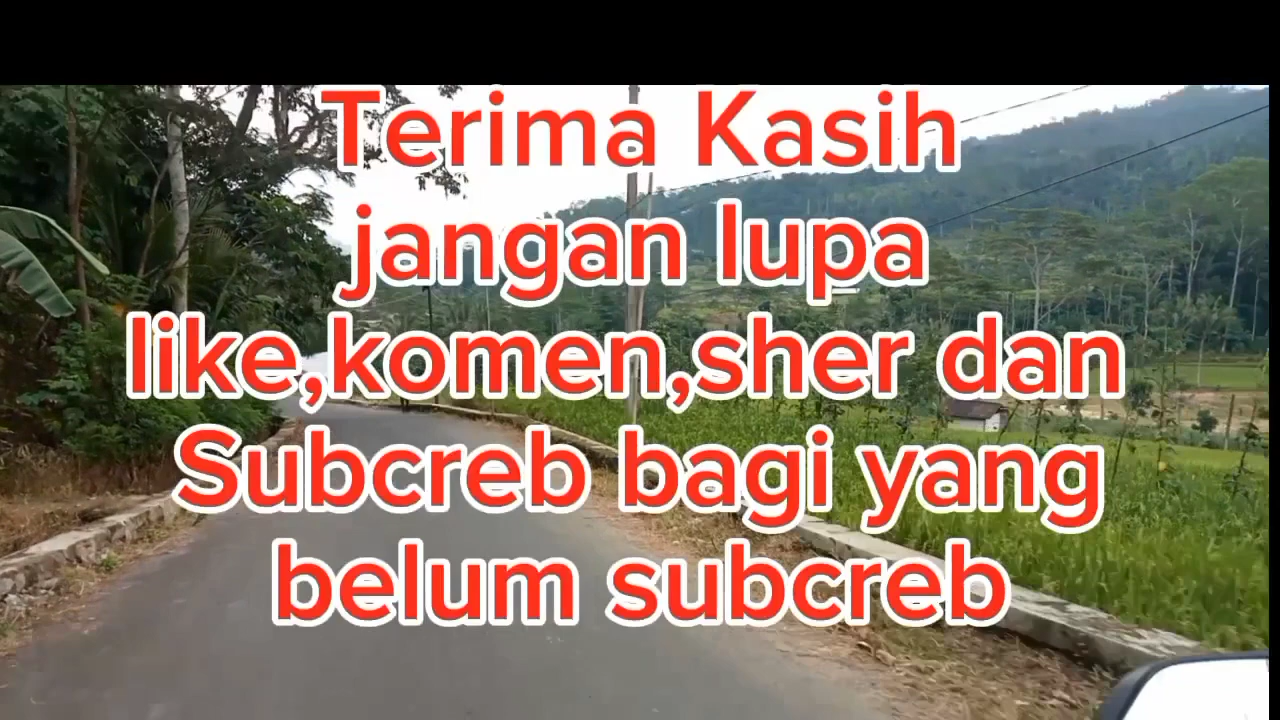 Terima Kasih
jangan lupa
like,komen,sher dan
Subcreb bagi yang
belum subcreb